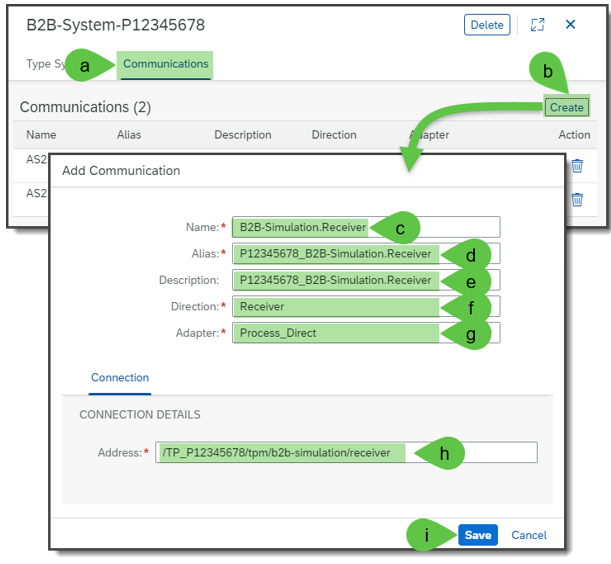 B2B-System-P12345678
Delete
Type Sy
a
Communications
b
Communications (2)
Create
Name Alias Description Direction Action
AS2
AS2
Add Communication
Name:* B2B-Simulation.Receiver c
Alias:* P12345678_B2B-Simulation.Receiver d
Description: P12345678_B2B-Simulation.Receiver e
Direction:* Receiver f
Adapter:* Process_Direct g
Connection
CONNECTION DETAILS
Address:* /TP_P12345678/tpm/b2b-simulation/receiver h
i
Save
Cancel